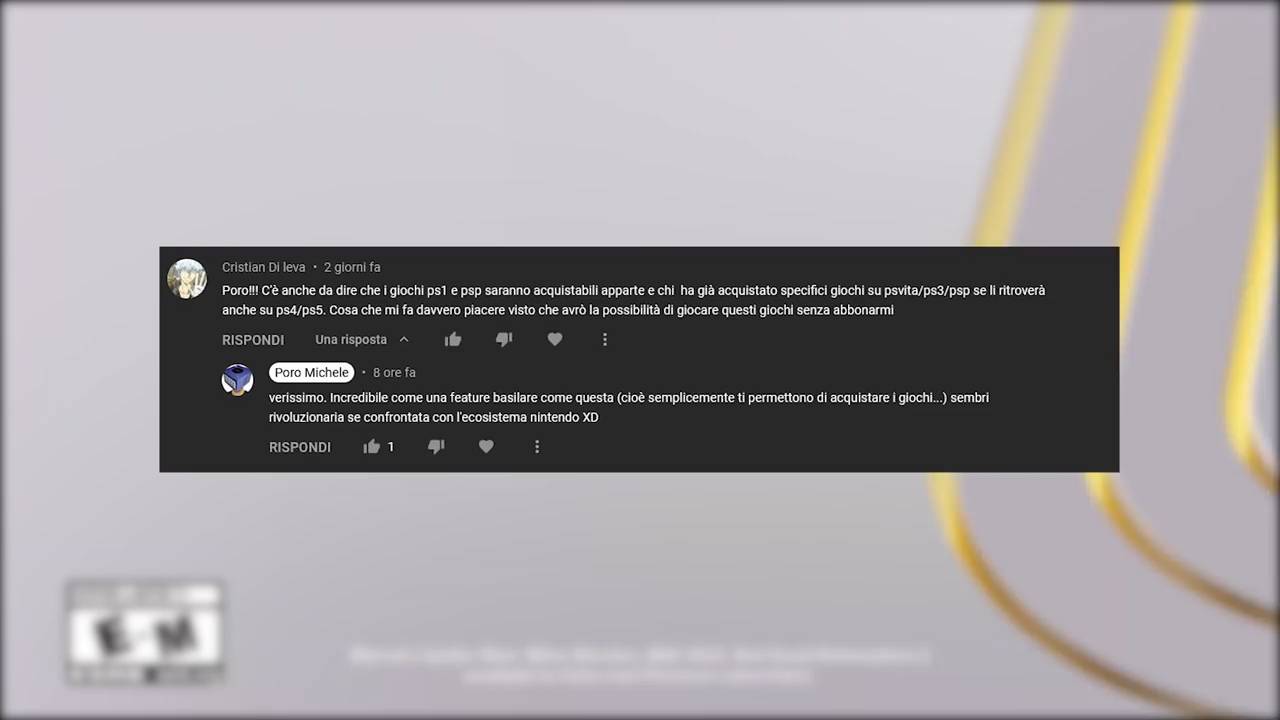 Cristian Di Ieva • 2 giorni fa
Poro!!! C'è anche da dire che i giochi ps1 e psp saranno acquistabili apparte e chi  ha già acquistato specifici giochi su psvita/ps3/psp se li ritroverà
anche su ps4/ps5. Cosa che mi fa davvero piacere visto che avrò la possibilità di giocare questi giochi senza abbonarmi
RISPONDI Una risposta
Poro Michele • 8 ore fa
verissimo. Incredibile come una feature basilare come questa (cioè semplicemente ti permettono di acquistare i giochi...) sembri
rivoluzionaria se confrontata con l'ecosistema nintendo XD
RISPONDI 1
E-M